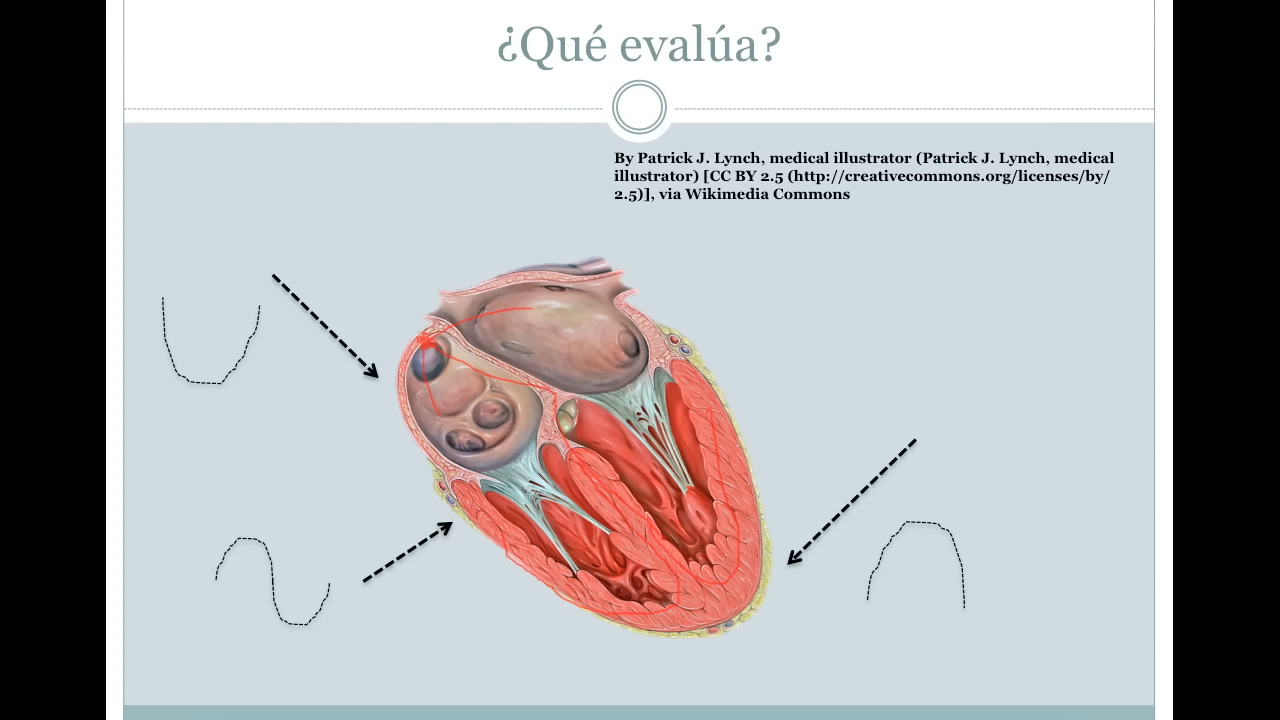 ¿Qué evalúa?
By Patrick J. Lynch, medical illustrator (Patrick J. Lynch, medical
illustrator) [CC BY 2.5 (http://creativecommons.org/licenses/by/
2.5)], via Wikimedia Commons